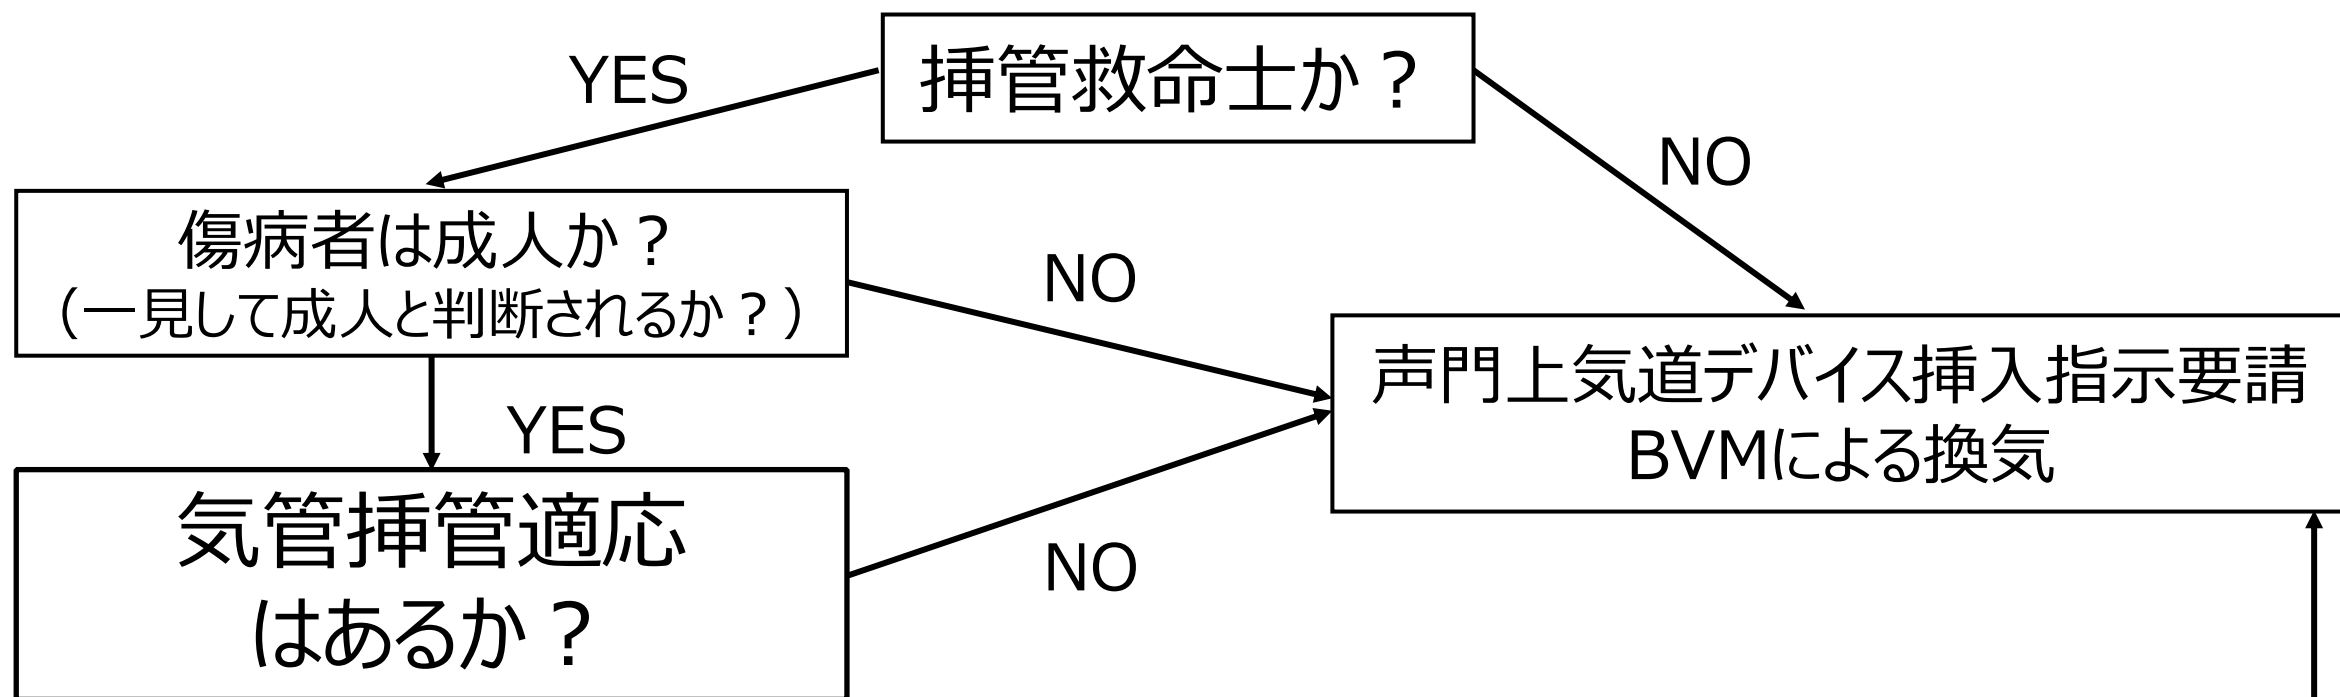 挿管救命士か？
YES
NO
傷病者は成人か？
（一見して成人と判断されるか？）
NO
声門上気道デバイス挿入指示要請
BVMによる換気
YES
気管挿管適応
はあるか？
NO